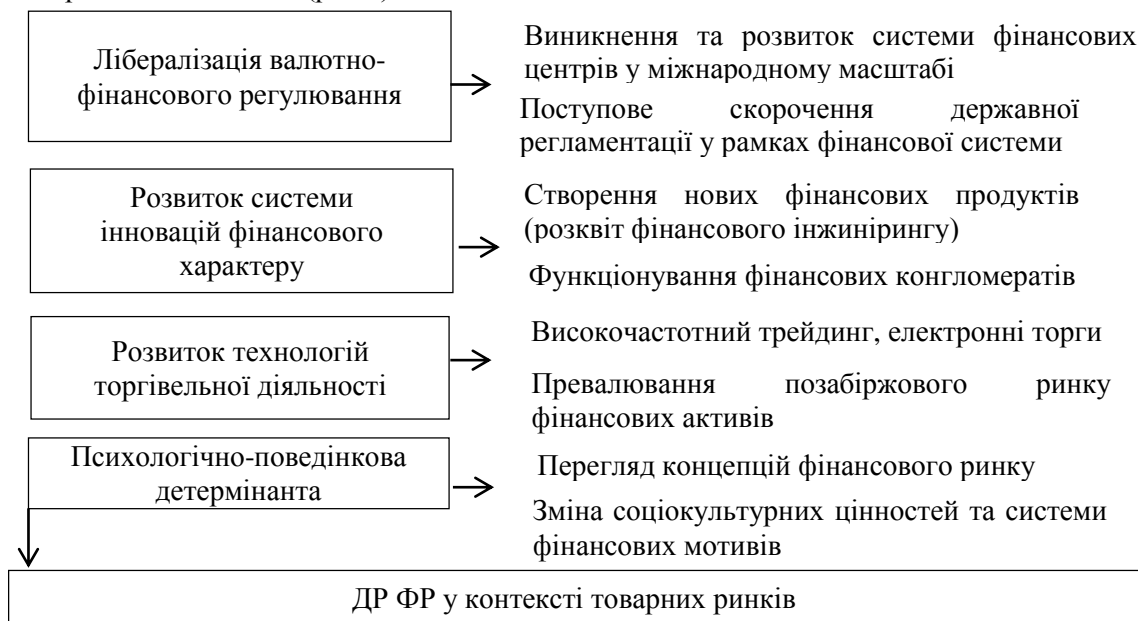 Лібералізація валютно-
фінансового регулювання
Виникнення та розвиток системи фінансових
центрів у міжнародному масштабі
Поступове скорочення державної
регламентації у рамках фінансової системи
Розвиток системи
інновацій фінансового
характеру
Створення нових фінансових продуктів
(розквіт фінансового інжинірингу)
Функціонування фінансових конгломератів
Розвиток технологій
торгівельної діяльності
Високочастотний трейдинг, електронні торги
Превалювання позабіржового ринку
фінансових активів
Психологічно-поведінкова
детермінанта
Перегляд концепцій фінансового ринку
Зміна соціокультурних цінностей та системи
фінансових мотивів
ДР ФР у контексті товарних ринків